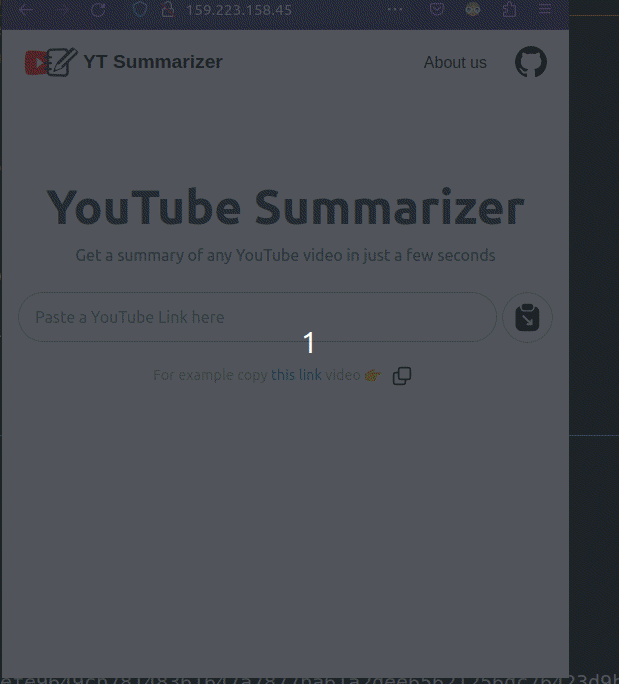 159.223.158.45
YT Summarizer
About us
YouTube Summarizer
Get a summary of any YouTube video in just a few seconds
Paste a YouTube Link here
1
For example copy this link video